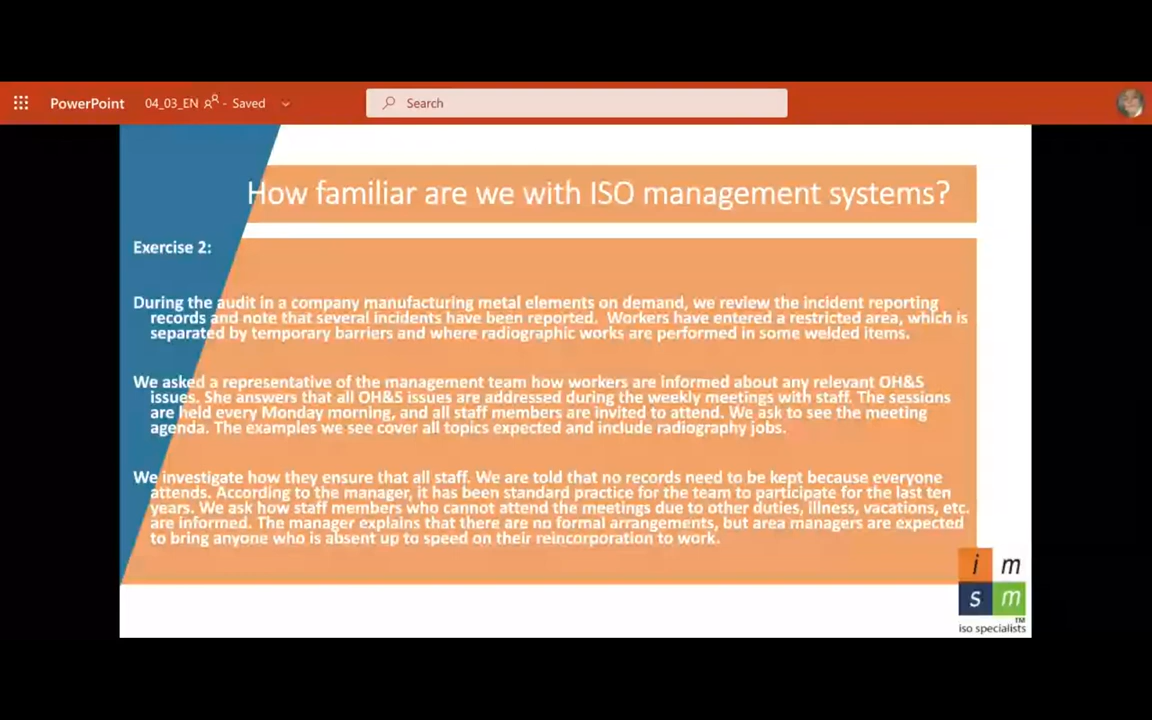 PowerPoint
04_03_EN - Saved
Search
How familiar are we with ISO management systems?
Exercise 2:
During the audit in a company manufacturing metal elements on demand, we review the incident reporting
records and note that several incidents have been reported. Workers have entered a restricted area, which is
separated by temporary barriers and where radiographic works are performed in some welded items.
We asked a representative of the management team how workers are informed about any relevant OH&S
issues. She answers that all OH&S issues are addressed during the weekly meetings with staff. The sessions
are held every Monday morning, and all staff members are invited to attend. We ask to see the meeting
agenda. The examples we see cover all topics expected and include radiography jobs.
We investigate how they ensure that all staff. We are told that no records need to be kept because everyone
attends. According to the manager, it has been standard practice for the team to participate for the last ten
years. We ask how staff members who cannot attend the meetings due to other duties, illness, vacations, etc.
are informed. The manager explains that there are no formal arrangements, but area managers are expected
to bring anyone who is absent up to speed on their reincorporation to work.
i m
s m
TM
iso specialists